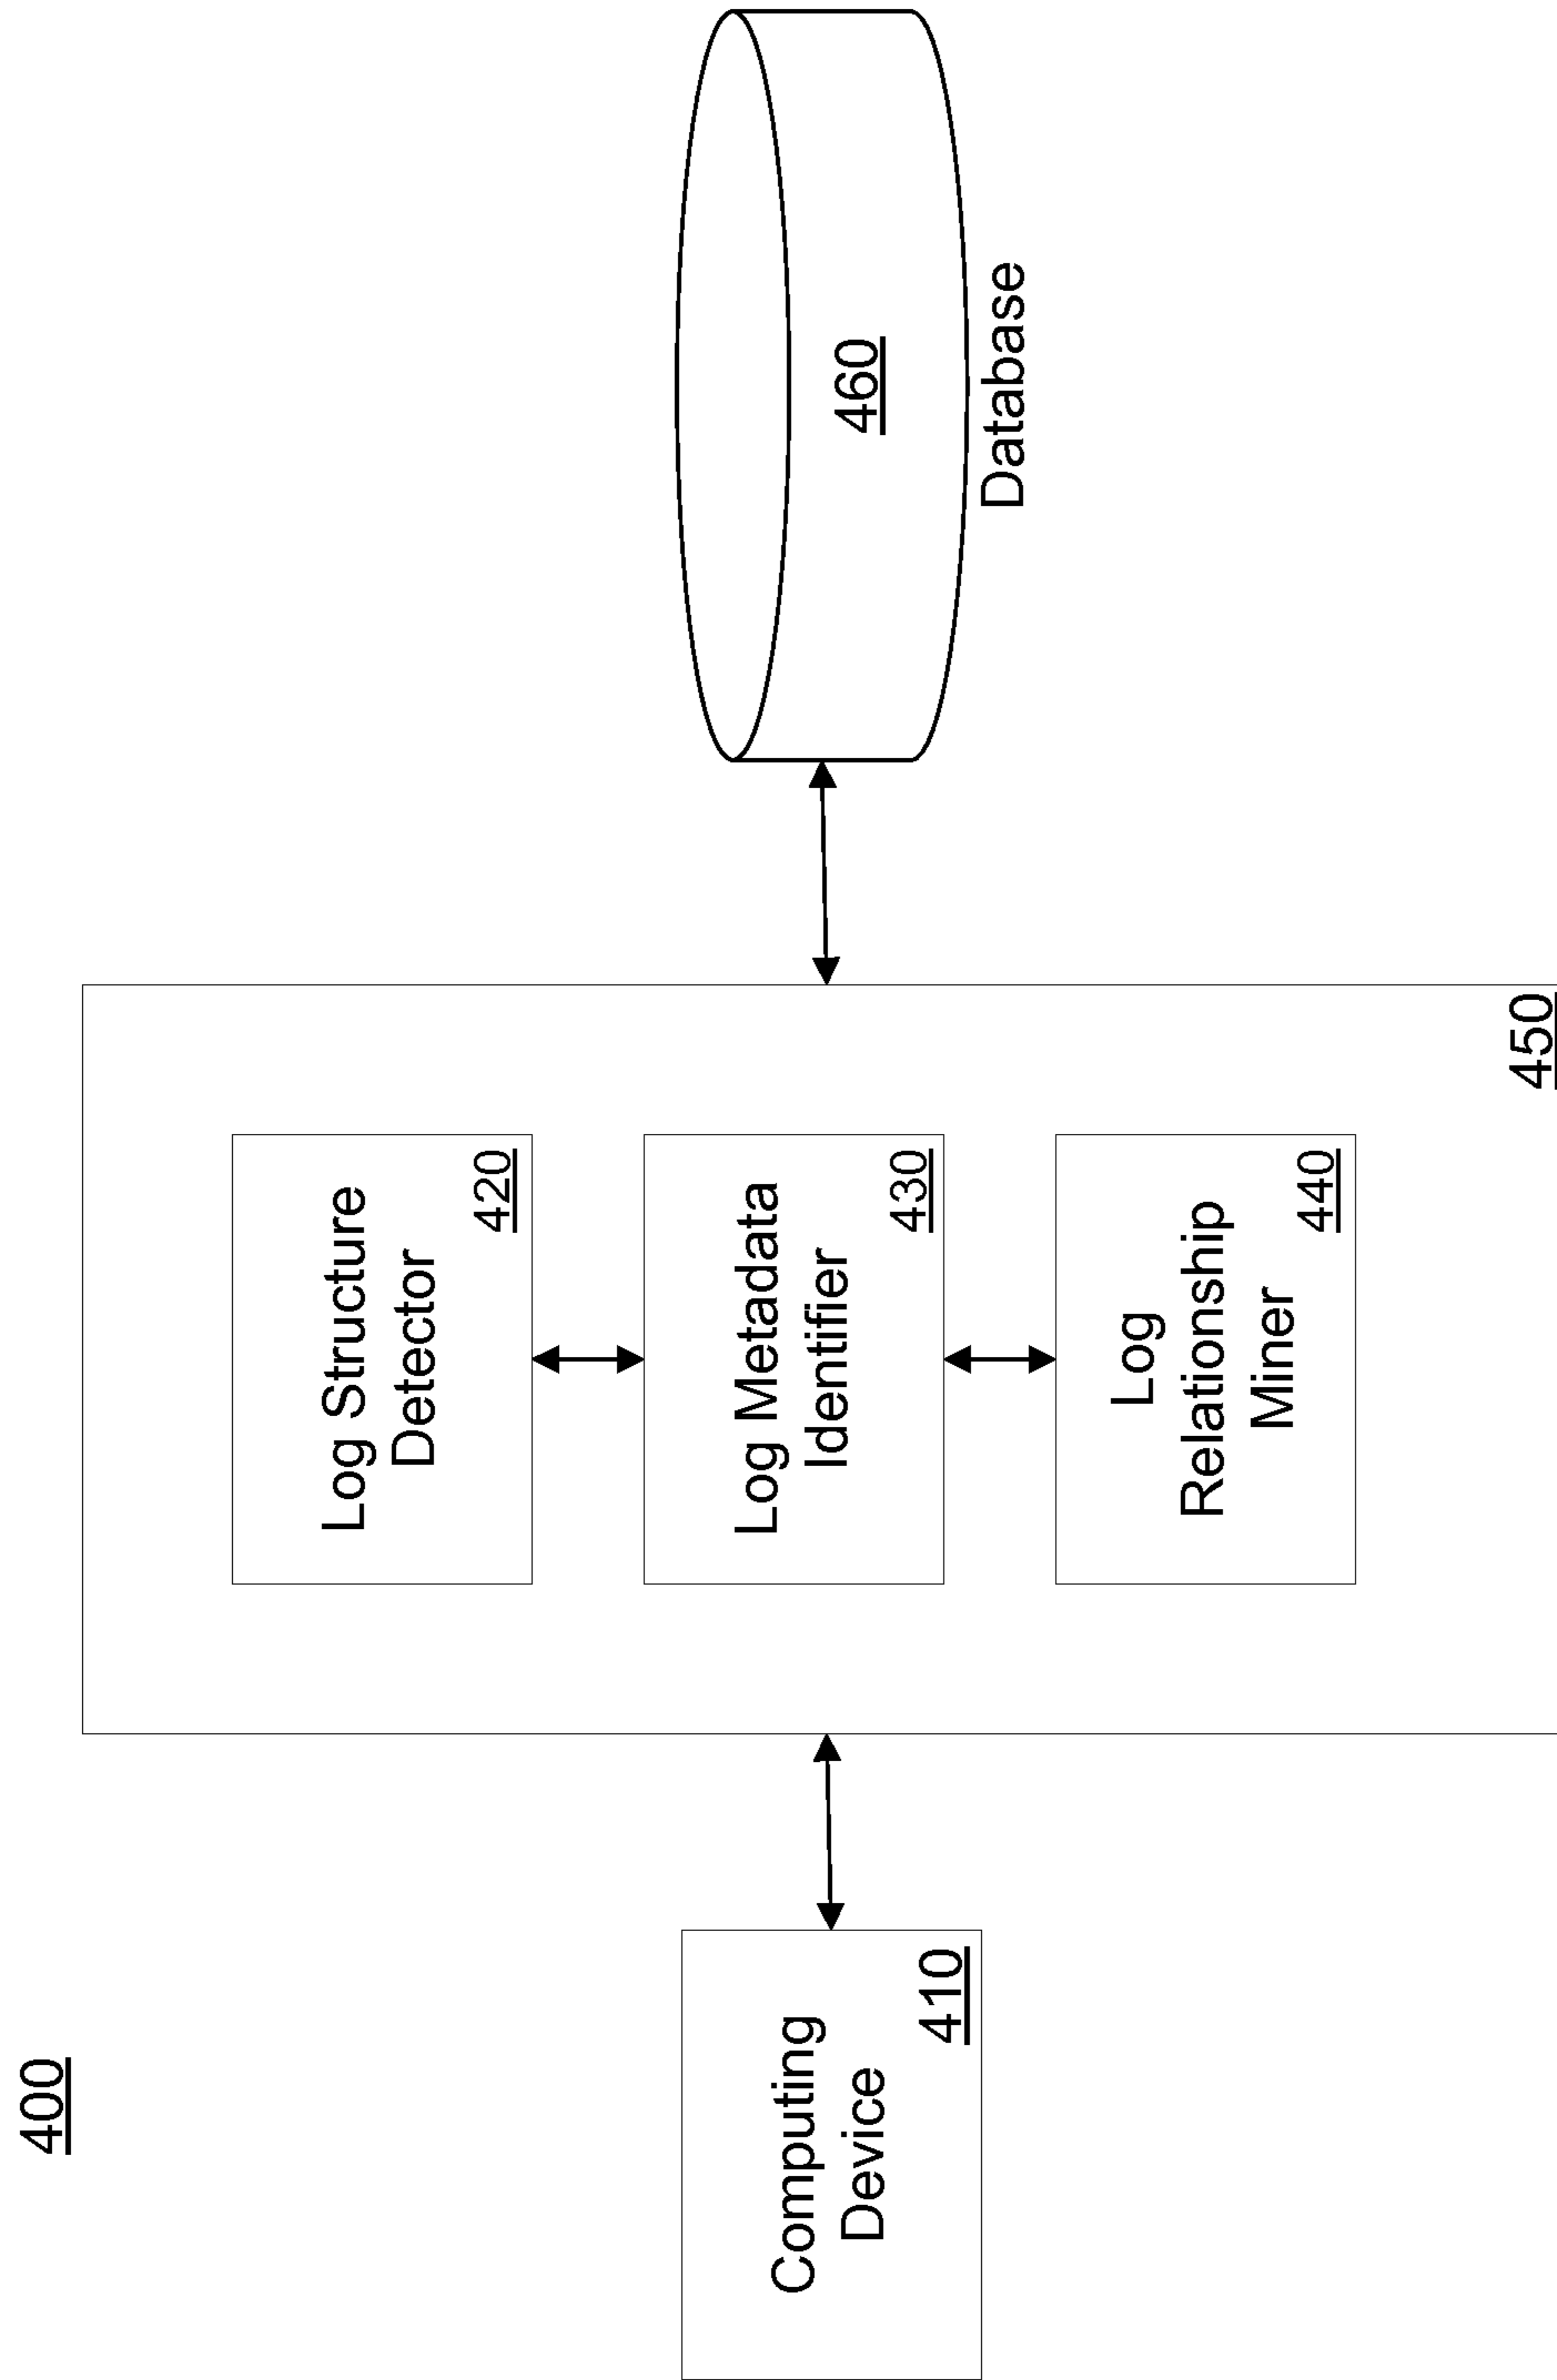 400
Computing
Device
410
Log Structure
Detector
420
Log Metadata
Identifier
430
Log
Relationship
Miner
440
450
460
Database